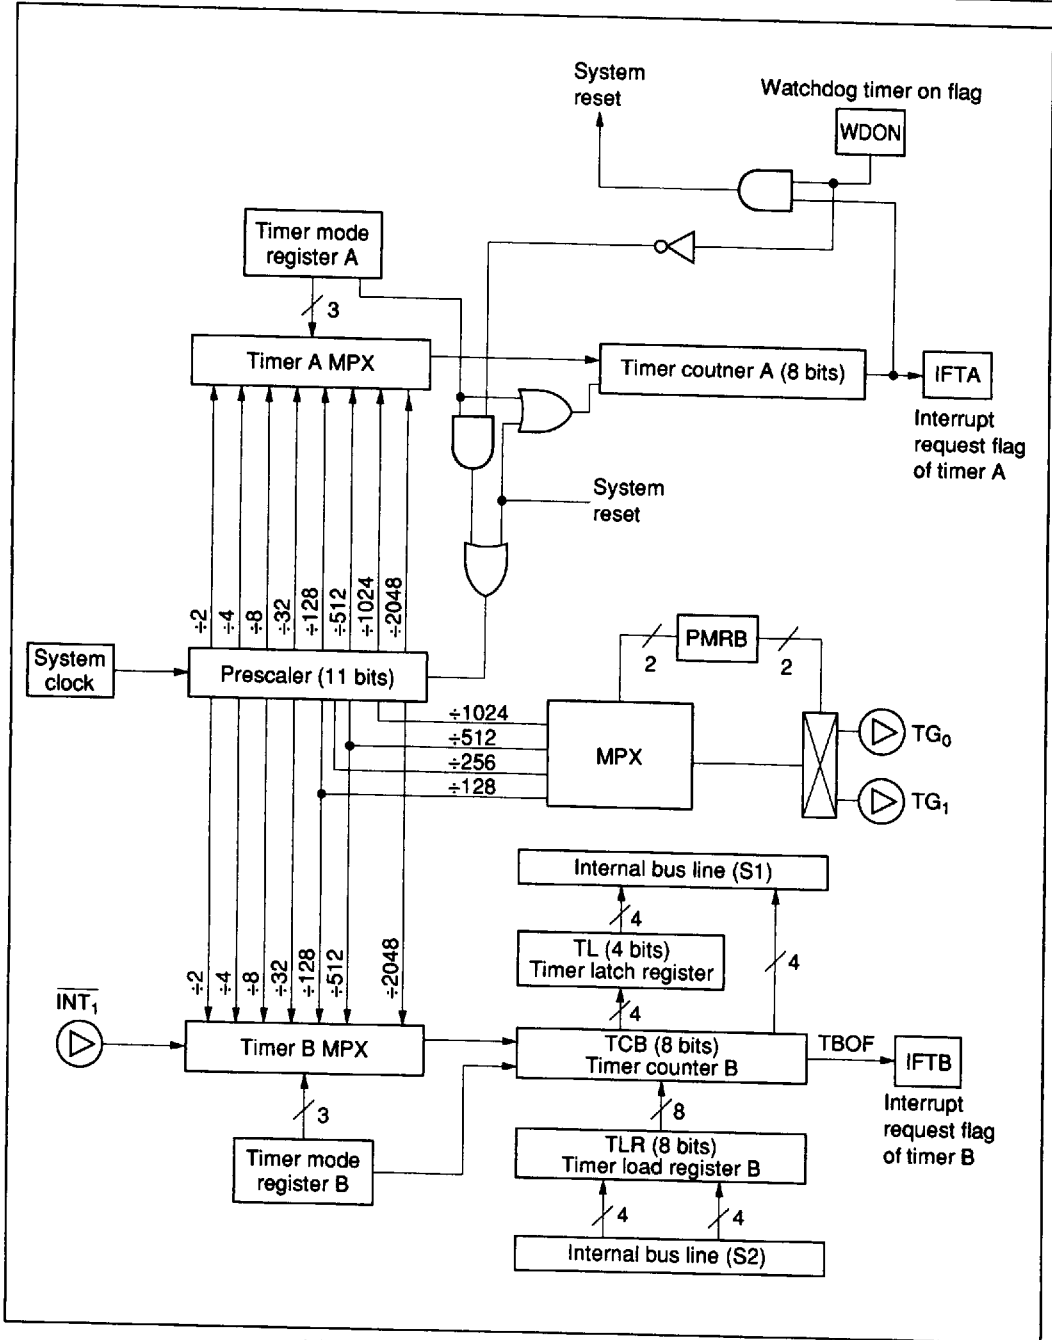 System
reset
Watchdog timer on flag
WDON
Timer mode
register A
3
Timer A MPX
Timer coutner A (8 bits)
IFTA
Interrupt
request flag
of timer A
System
reset
÷2
÷4
÷8
÷32
÷128
÷512
÷1024
÷2048
System
clock
Prescaler (11 bits)
2
PMRB
2
÷1024
÷512
÷256
÷128
MPX
TG0
TG1
Internal bus line (S1)
4
TL (4 bits)
Timer latch register
4
4
÷2
÷4
÷8
÷32
÷128
÷512
÷2048
INT1
Timer B MPX
TCB (8 bits)
Timer counter B
TBOF
IFTB
Interrupt
request flag
of timer B
3
8
Timer mode
register B
TLR (8 bits)
Timer load register B
4
4
Internal bus line (S2)